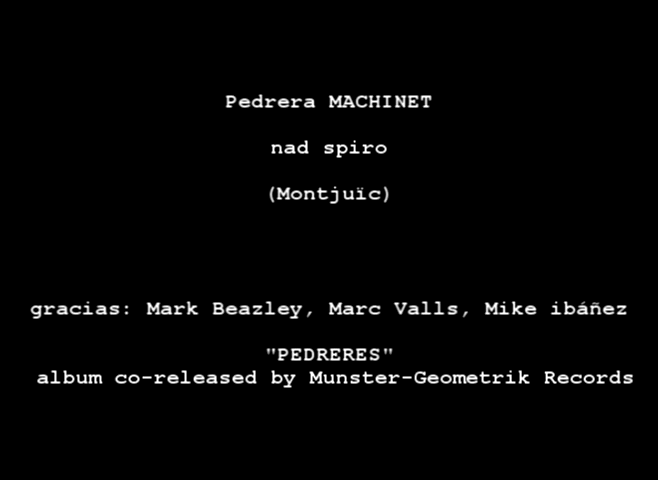 Pedrera MACHINET
nad spiro
(Montjuïc)
gracias: Mark Beazley, Marc Valls, Mike ibáñez
"PEDRERES"
album co-released by Munster-Geometrik Records